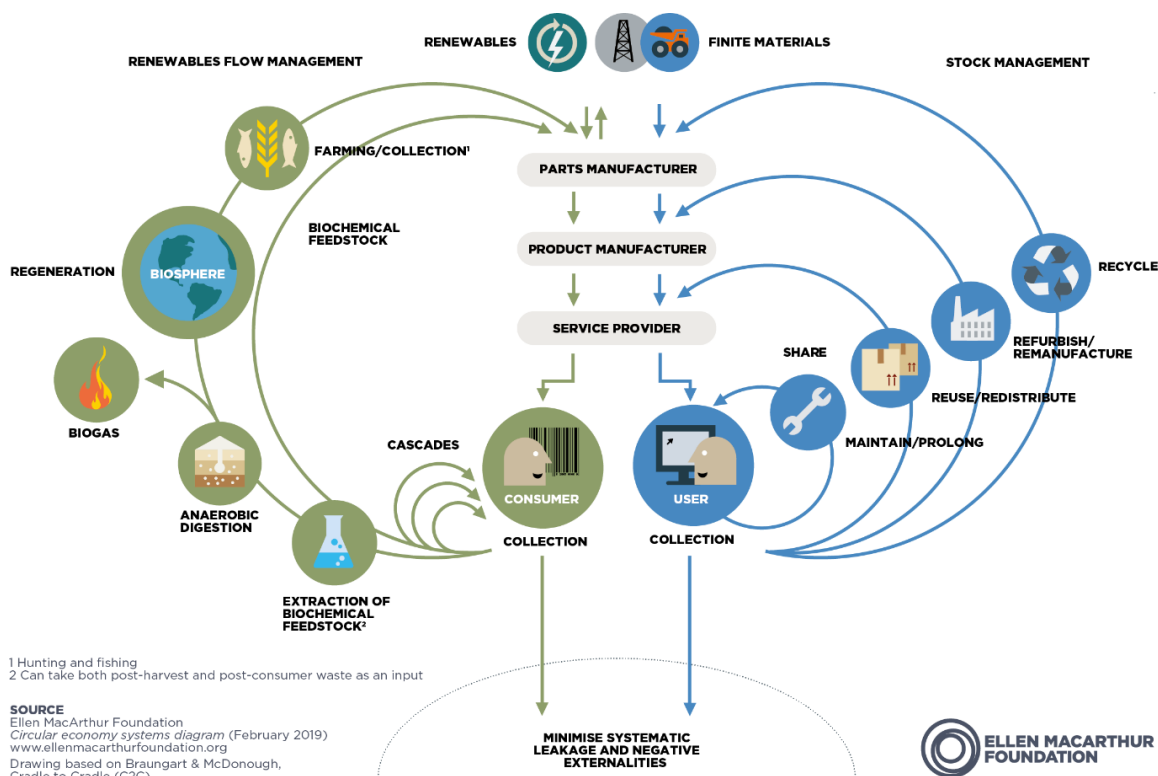 RENEWABLES
FINITE MATERIALS
RENEWABLES FLOW MANAGEMENT
STOCK MANAGEMENT
FARMING/COLLECTION¹
PARTS MANUFACTURER
BIOCHEMICAL
FEEDSTOCK
PRODUCT MANUFACTURER
REGENERATION
BIOSPHERE
RECYCLE
SERVICE PROVIDER
SHARE
REFURBISH/
REMANUFACTURE
REUSE/REDISTRIBUTE
BIOGAS
CASCADES
MAINTAIN/PROLONG
CONSUMER
USER
ANAEROBIC
DIGESTION
COLLECTION
COLLECTION
EXTRACTION OF
BIOCHEMICAL
FEEDSTOCK²
1 Hunting and fishing
2 Can take both post-harvest and post-consumer waste as an input
SOURCE
Ellen MacArthur Foundation
Circular economy systems diagram (February 2019)
www.ellenmacarthurfoundation.org
Drawing based on Braungart & McDonough,
Cradle to Cradle (C2C)
MINIMISE SYSTEMATIC
LEAKAGE AND NEGATIVE
EXTERNALITIES
ELLEN MACARTHUR
FOUNDATION